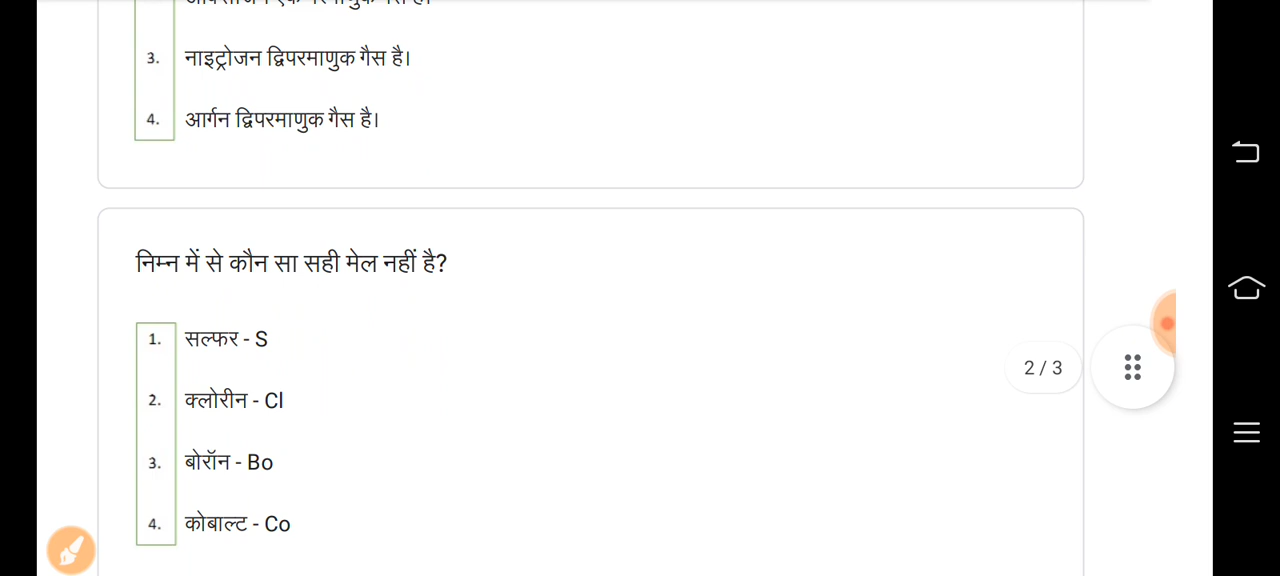 3. नाइट्रोजन द्विपरमाणुक गैस है।
4. आर्गन द्विपरमाणुक गैस है।
निम्न में से कौन सा सही मेल नहीं है?
1. सल्फर - S
2. क्लोरीन - Cl
3. बोरॉन - Bo
4. कोबाल्ट - Co
2 / 3